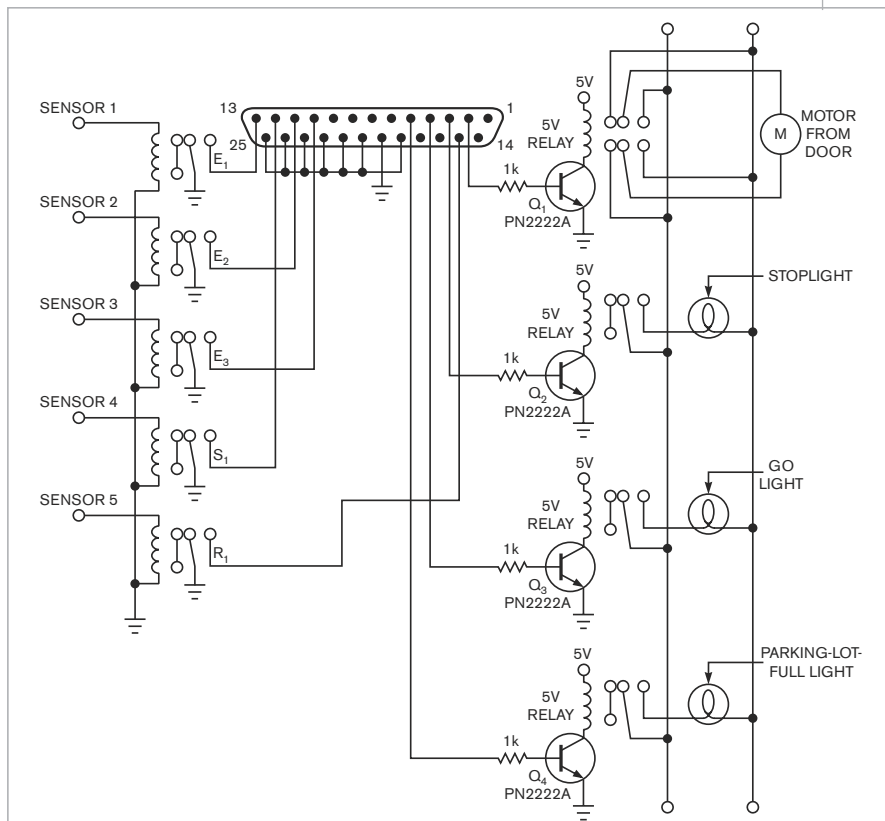 SENSOR 1
E1
SENSOR 2
E2
SENSOR 3
E3
SENSOR 4
S1
SENSOR 5
R1
13
1
25
14
5V
5V
RELAY
1k
Q1
PN2222A
M
MOTOR
FROM
DOOR
5V
5V
RELAY
1k
Q2
PN2222A
STOPLIGHT
5V
5V
RELAY
1k
Q3
PN2222A
GO
LIGHT
5V
5V
RELAY
1k
Q4
PN2222A
PARKING-LOT-
FULL LIGHT